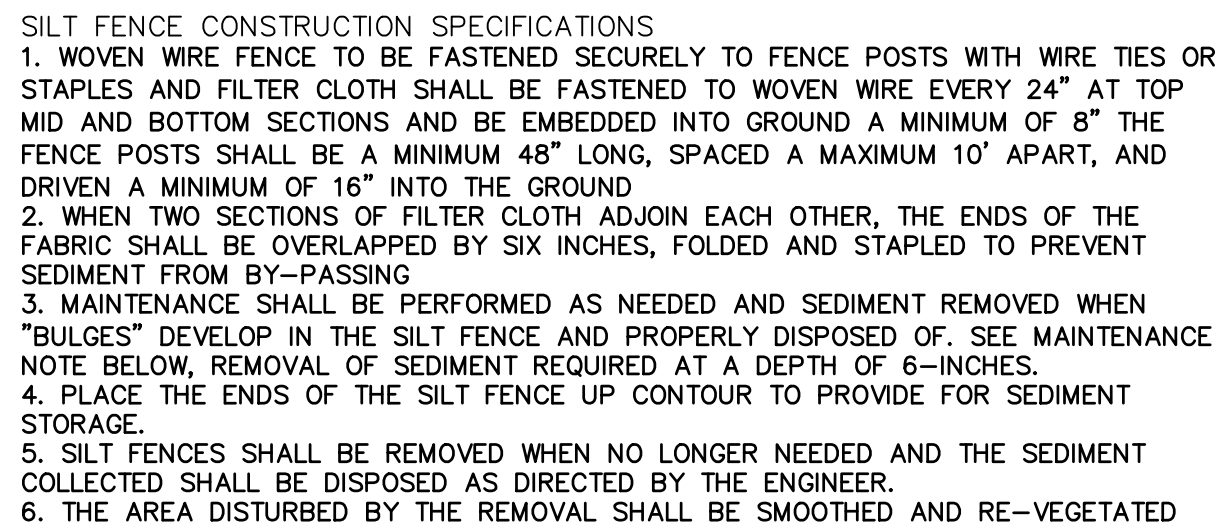 SILT FENCE CONSTRUCTION SPECIFICATIONS
1. WOVEN WIRE FENCE TO BE FASTENED SECURELY TO FENCE POSTS WITH WIRE TIES OR
STAPLES AND FILTER CLOTH SHALL BE FASTENED TO WOVEN WIRE EVERY 24" AT TOP
MID AND BOTTOM SECTIONS AND BE EMBEDDED INTO GROUND A MINIMUM OF 8" THE
FENCE POSTS SHALL BE A MINIMUM 48" LONG, SPACED A MAXIMUM 10' APART, AND
DRIVEN A MINIMUM OF 16" INTO THE GROUND
2. WHEN TWO SECTIONS OF FILTER CLOTH ADJOIN EACH OTHER, THE ENDS OF THE
FABRIC SHALL BE OVERLAPPED BY SIX INCHES, FOLDED AND STAPLED TO PREVENT
SEDIMENT FROM BY-PASSING
3. MAINTENANCE SHALL BE PERFORMED AS NEEDED AND SEDIMENT REMOVED WHEN
"BULGES" DEVELOP IN THE SILT FENCE AND PROPERLY DISPOSED OF. SEE MAINTENANCE
NOTE BELOW, REMOVAL OF SEDIMENT REQUIRED AT A DEPTH OF 6-INCHES.
4. PLACE THE ENDS OF THE SILT FENCE UP CONTOUR TO PROVIDE FOR SEDIMENT
STORAGE.
5. SILT FENCES SHALL BE REMOVED WHEN NO LONGER NEEDED AND THE SEDIMENT
COLLECTED SHALL BE DISPOSED AS DIRECTED BY THE ENGINEER.
6. THE AREA DISTURBED BY THE REMOVAL SHALL BE SMOOTHED AND RE-VEGETATED